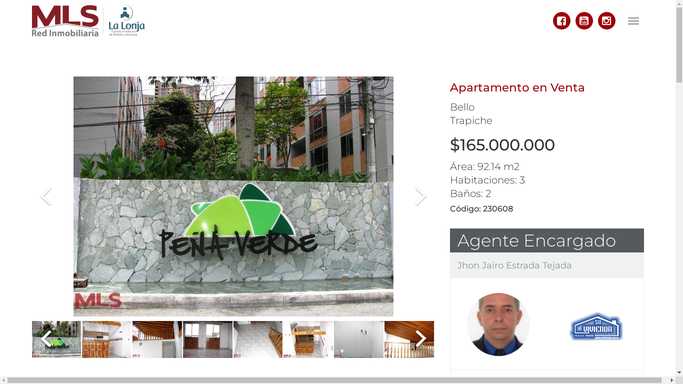 MLS
Red Inmobiliaria
La Lonja
Apartamento en Venta
Bello
Trapiche
$165.000.000
Área: 92.14 m2
Habitaciones: 3
Baños: 2
Código: 230608
PEÑA VERDE
MLS
Agente Encargado
Jhon Jairo Estrada Tejada
VIVIENDA